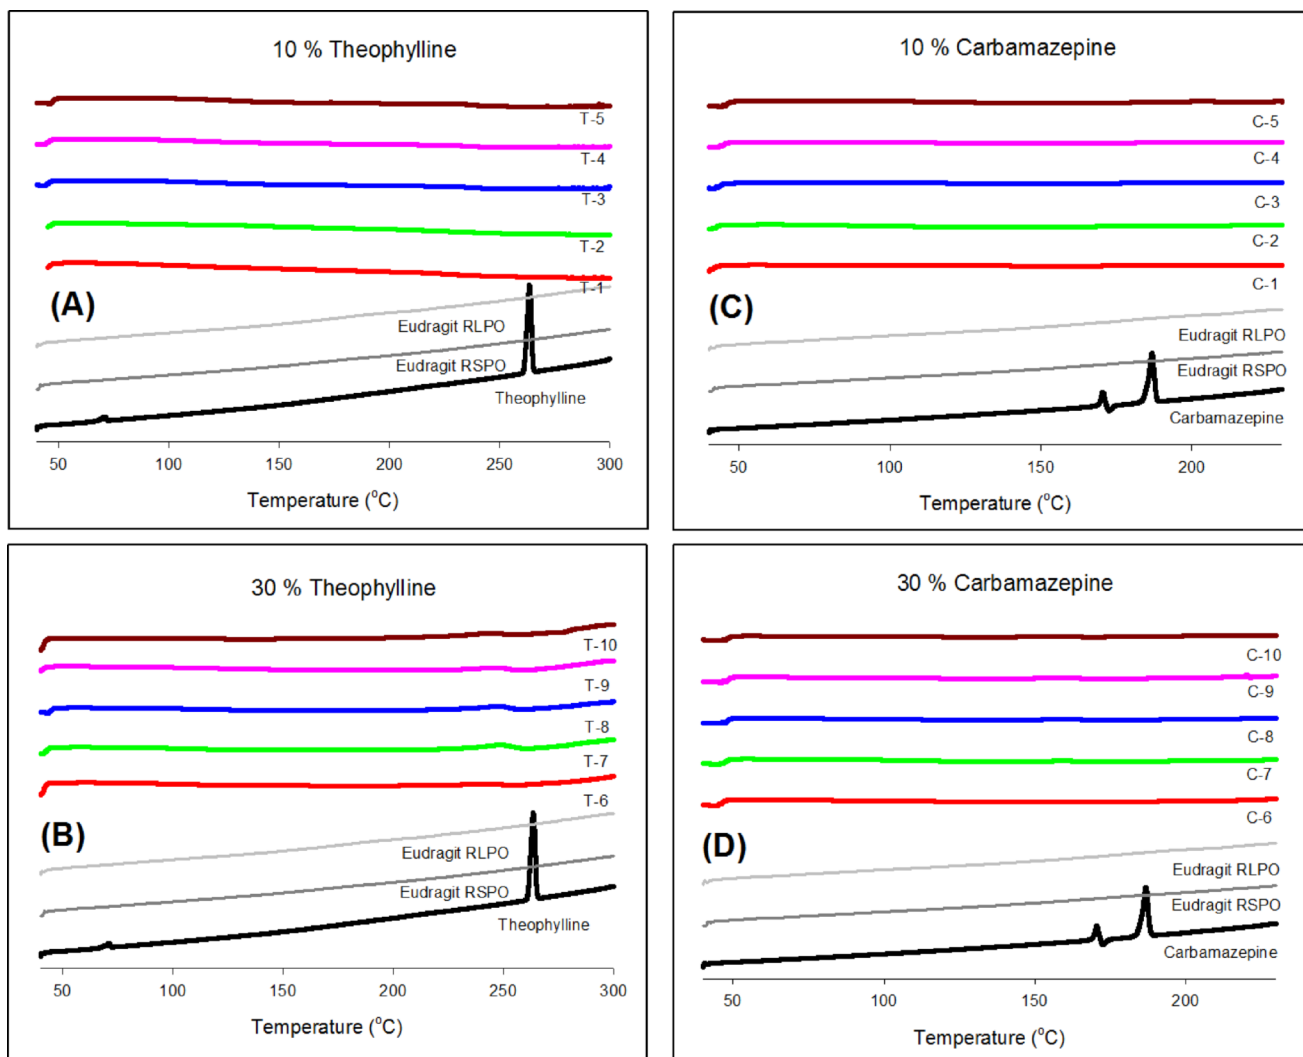 10 % Theophylline
T-5
T-4
T-3
T-2
T-1
(A)
Eudragit RLPO
Eudragit RSPO
Theophylline
50 100 150 200 250 300
Temperature (°C)
10 % Carbamazepine
C-5
C-4
C-3
C-2
C-1
(C)
Eudragit RLPO
Eudragit RSPO
Carbamazepine
50 100 150 200
Temperature (°C)
30 % Theophylline
T-10
T-9
T-8
T-7
T-6
(B)
Eudragit RLPO
Eudragit RSPO
Theophylline
50 100 150 200 250 300
Temperature (°C)
30 % Carbamazepine
C-10
C-9
C-8
C-7
C-6
(D)
Eudragit RLPO
Eudragit RSPO
Carbamazepine
50 100 150 200
Temperature (°C)